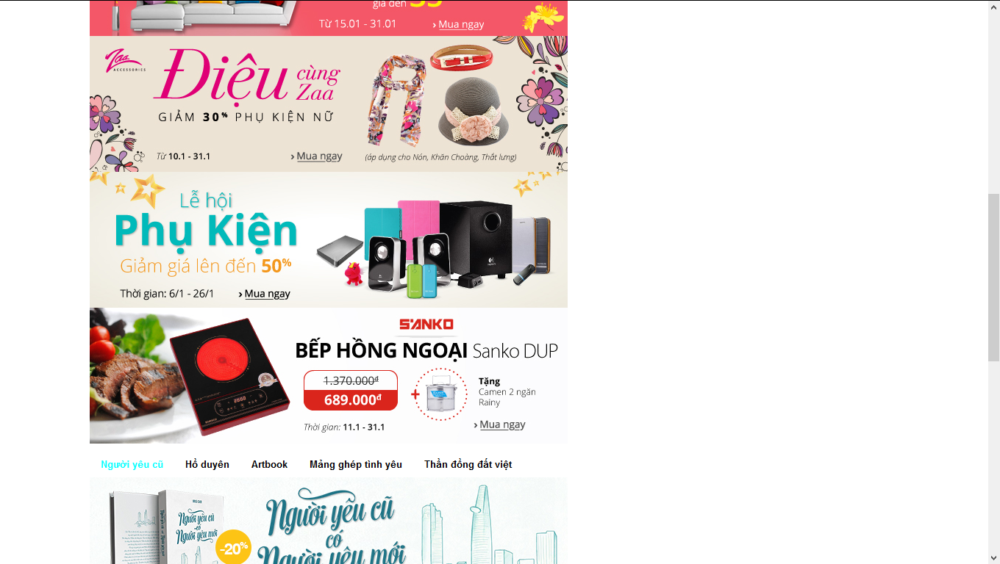 giá đến 35
Từ 15.01 - 31.01
› Mua ngay
Zaa
ACCESSORIES
Điệu cùng Zaa
GIẢM 30% PHỤ KIỆN NỮ
Từ 10.1 - 31.1
› Mua ngay
(áp dụng cho Nón, Khăn Choàng, Thắt lưng)
Lễ hội
Phụ Kiện
Giảm giá lên đến 50%
Thời gian: 6/1 - 26/1
› Mua ngay
SANKO
BẾP HỒNG NGOẠI Sanko DUP
1.370.000đ
689.000đ
+
Tặng
Camen 2 ngăn
Rainy
Thời gian: 11.1 - 31.1
› Mua ngay
Người yêu cũ
Hồ duyên
Artbook
Mảng ghép tình yêu
Thần đồng đất việt
Người yêu cũ
có
Người yêu mới
-20%
Người yêu cũ
có
Người yêu mới